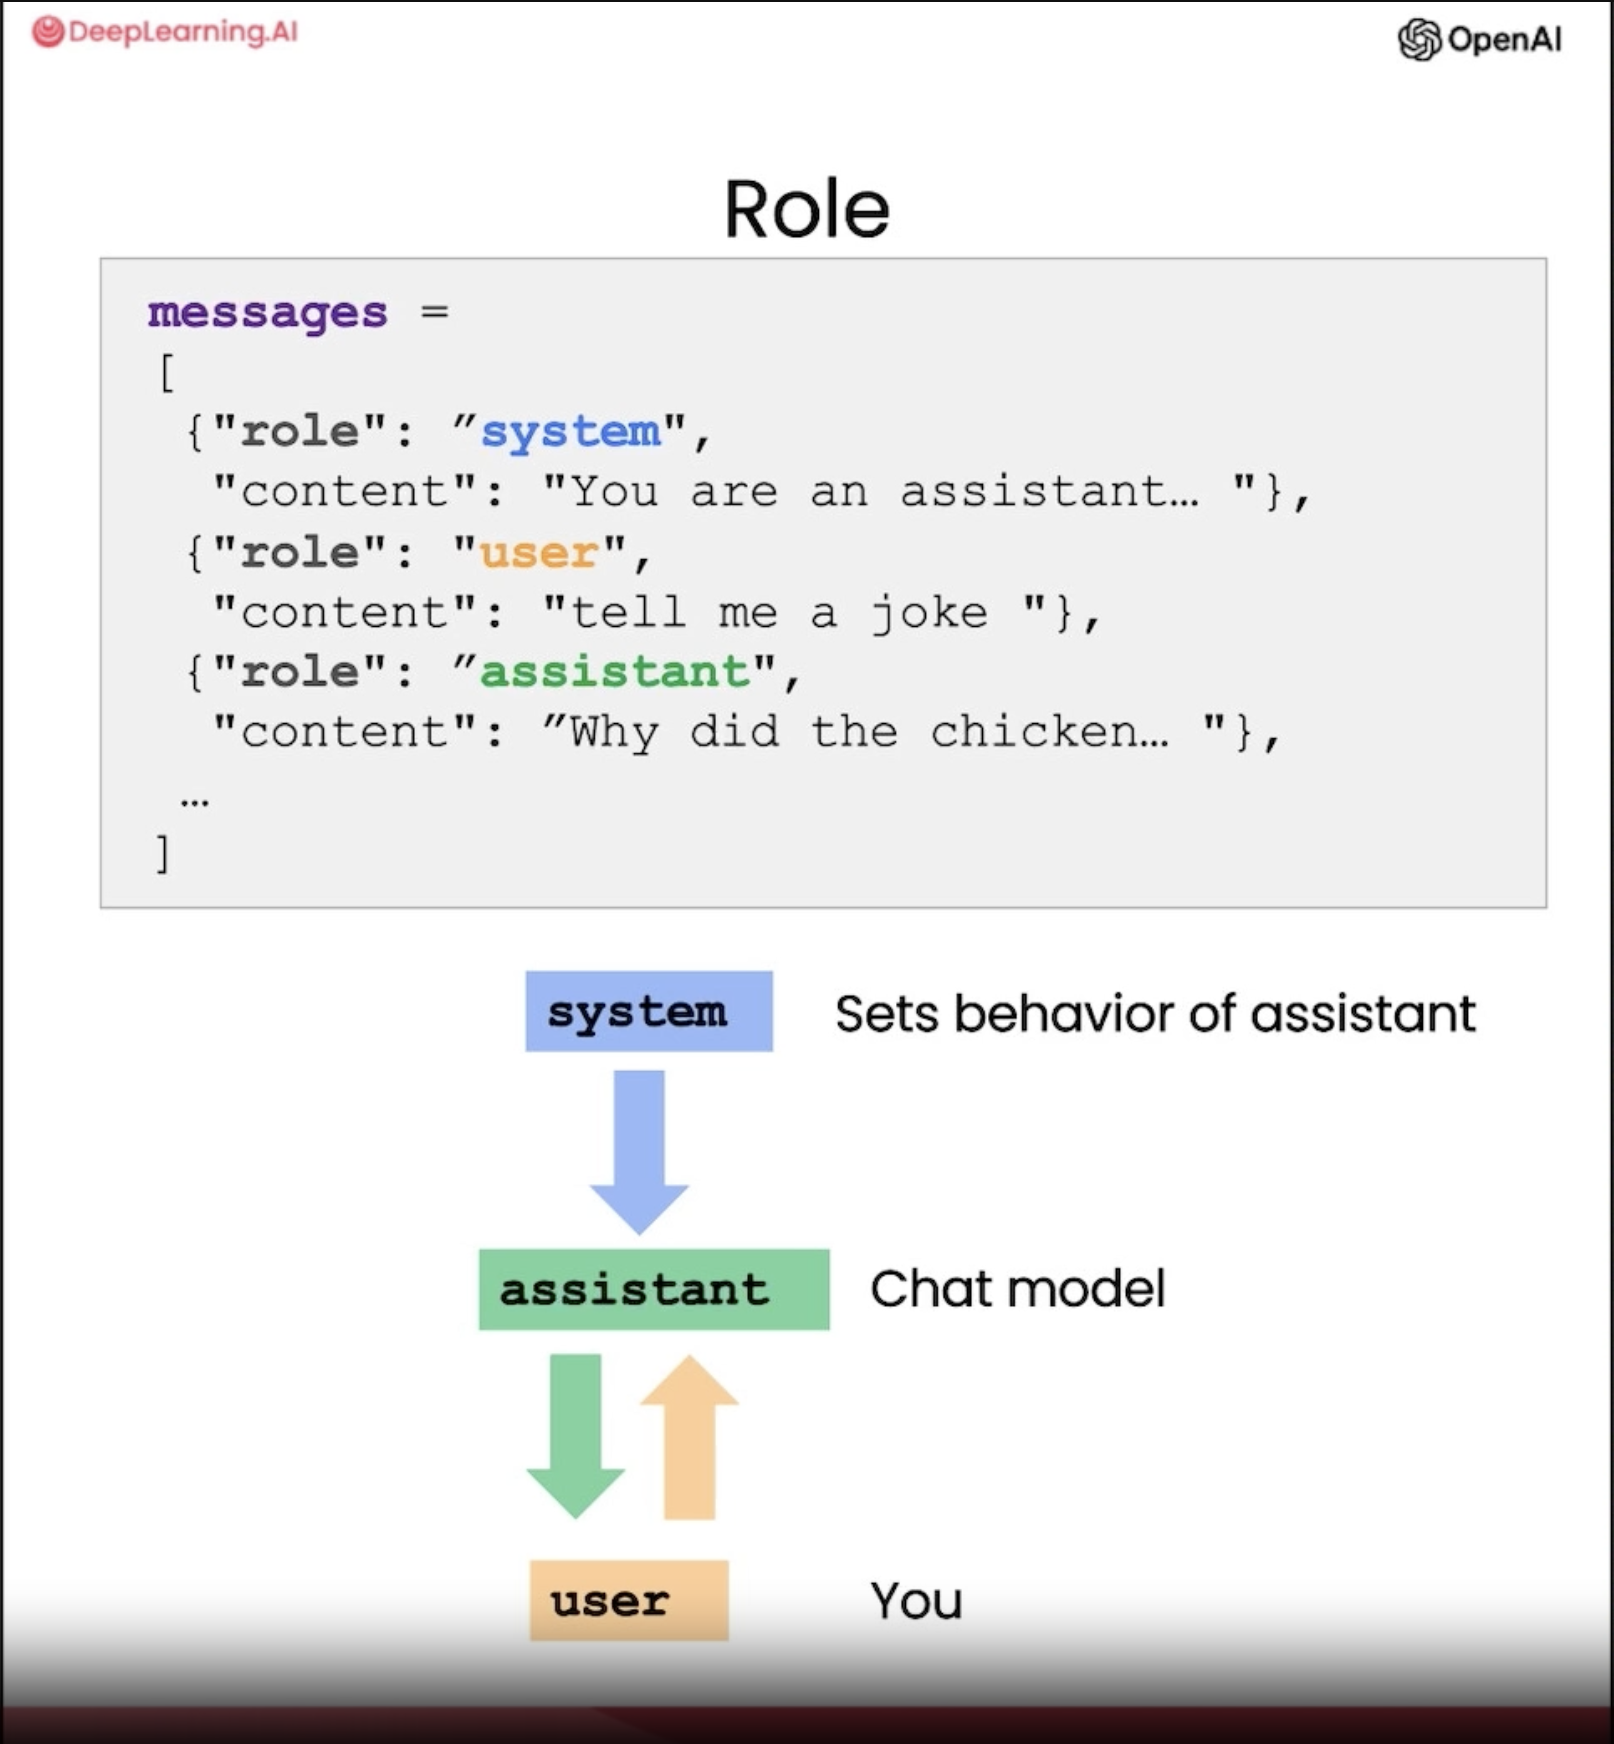 DeepLearning.AI
OpenAI
Role
messages =
[
{"role": ”system",
"content": "You are an assistant… "},
{"role": "user",
"content": "tell me a joke "},
{"role": ”assistant",
"content": ”Why did the chicken… "},
…
]
system Sets behavior of assistant
assistant Chat model
user You